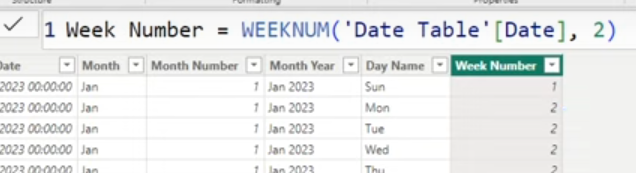 Formatting
Properties
1 Week Number = WEEKNUM('Date Table'[Date], 2)
Month Month Number Month Year Day Name Week Number
2023 00:00:00 Jan 1 Jan 2023 Sun 1
2023 00:00:00 Jan 1 Jan 2023 Mon 2
2023 00:00:00 Jan 1 Jan 2023 Tue 2
2023 00:00:00 Jan 1 Jan 2023 Wed 2
2023 00:00:00 Jan 1 Jan 2023 Thu 2